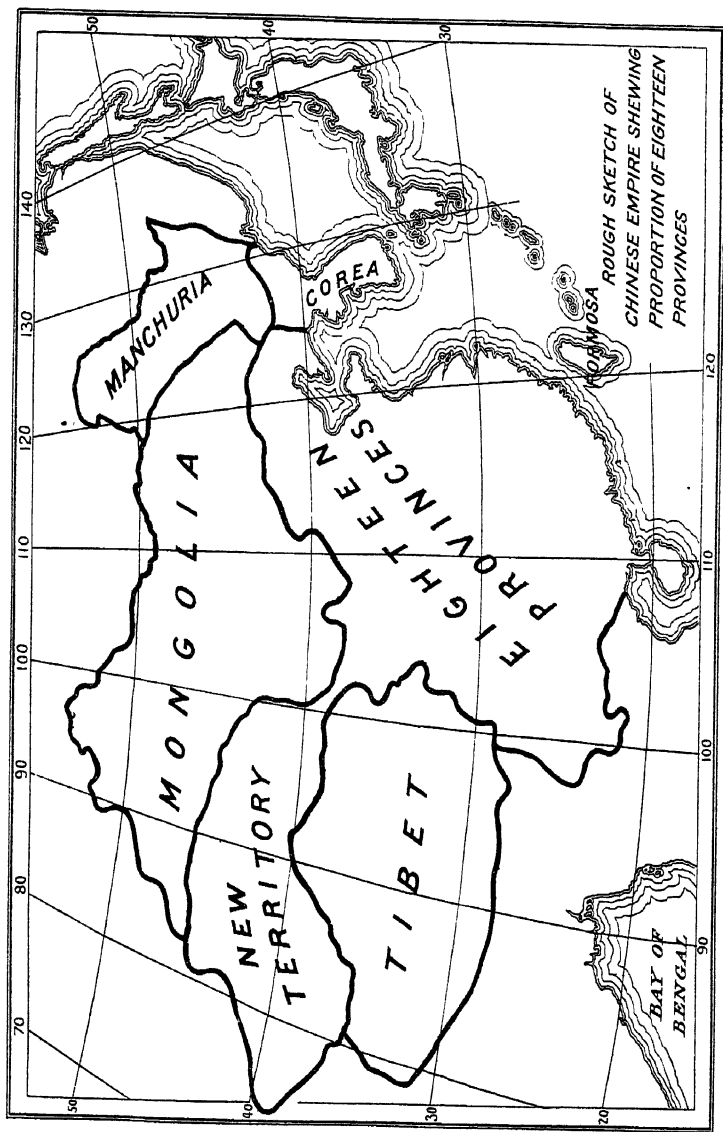 ROUGH SKETCH OF
CHINESE EMPIRE SHEWING
PROPORTION OF EIGHTEEN
PROVINCES
70
80
90
100
110
120
130
140
50
50
40
40
30
30
20
90
100
110
120
MANCHURIA
MONGOLIA
COREA
NEW
TERRITORY
EIGHTEEN
PROVINCES
TIBET
FORMOSA
BAY OF
BENGAL